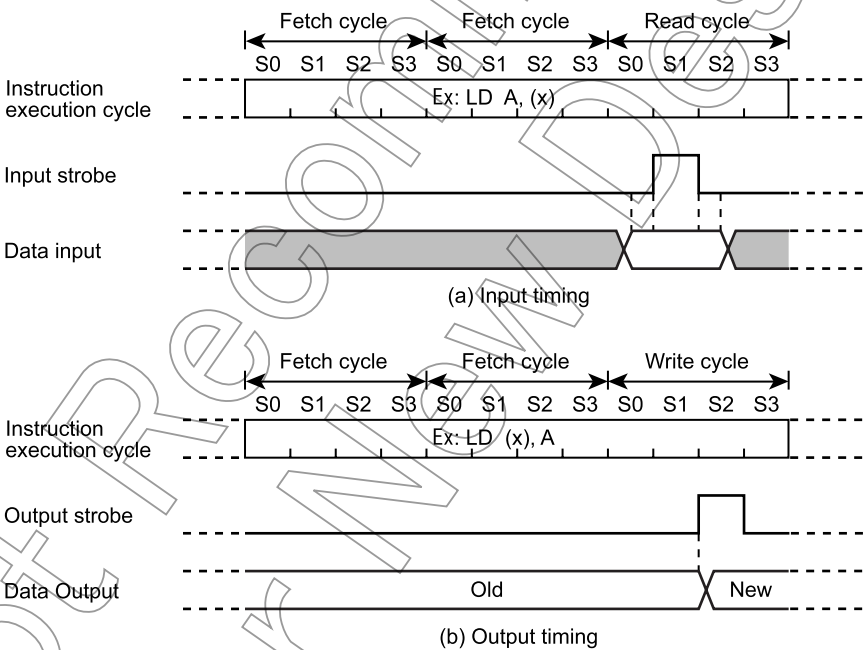 Fetch cycle Fetch cycle Read cycle
S0 S1 S2 S3 S0 S1 S2 S3 S0 S1 S2 S3
Instruction
execution cycle
Ex: LD A, (x)
Input strobe
Data input
(a) Input timing
Fetch cycle Fetch cycle Write cycle
S0 S1 S2 S3 S0 S1 S2 S3 S0 S1 S2 S3
Instruction
execution cycle
Ex: LD (x), A
Output strobe
Data Output
Old New
(b) Output timing